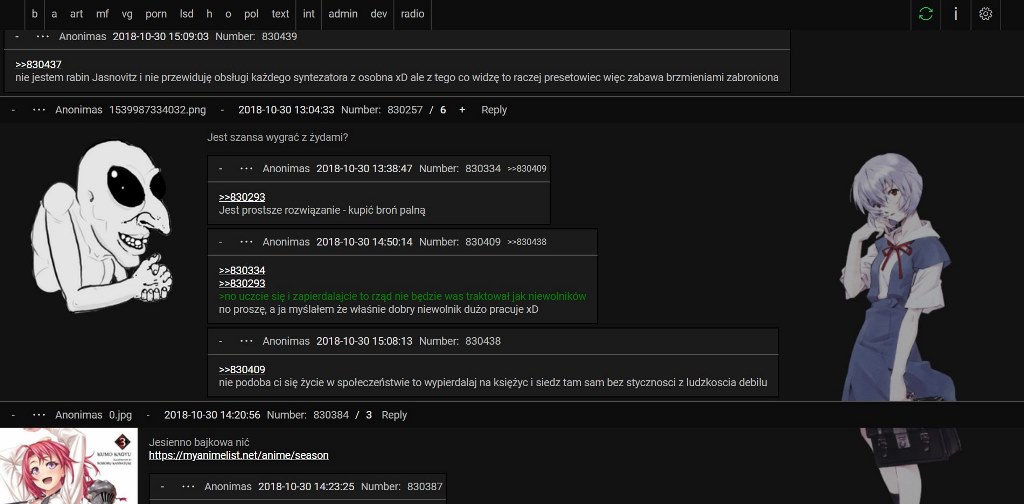 b a art mf vg porn lsd h o pol text int admin dev radio
- ··· Anonimas 2018-10-30 15:09:03 Number: 830439
>>830437
nie jestem rabin Jasnovitz i nie przewiduję obsługi każdego syntezatora z osobna xD ale z tego co widzę to raczej presetowiec więc zabawa brzmieniami zabroniona
- ··· Anonimas 1539987334032.png - 2018-10-30 13:04:33 Number: 830257 / 6 + Reply
Jest szansa wygrać z żydami?
- ··· Anonimas 2018-10-30 13:38:47 Number: 830334 >>830409
>>830293
Jest prostsze rozwiązanie - kupić broń palną
- ··· Anonimas 2018-10-30 14:50:14 Number: 830409 >>830438
>>830334
>>830293
>no uczcie się i zapierdalajcie to rząd nie będzie was traktował jak niewolników
no proszę, a ja myślałem że właśnie dobry niewolnik dużo pracuje xD
- ··· Anonimas 2018-10-30 15:08:13 Number: 830438
>>830409
nie podoba ci się życie w społeczeństwie to wypierdalaj na księżyc i siedz tam sam bez stycznosci z ludzkoscia debilu
- ··· Anonimas 0.jpg - 2018-10-30 14:20:56 Number: 830384 / 3 Reply
3
KUMO KAGYU
Jesienno bajkowa nić
https://myanimelist.net/anime/season
- ··· Anonimas 2018-10-30 14:23:25 Number: 830387